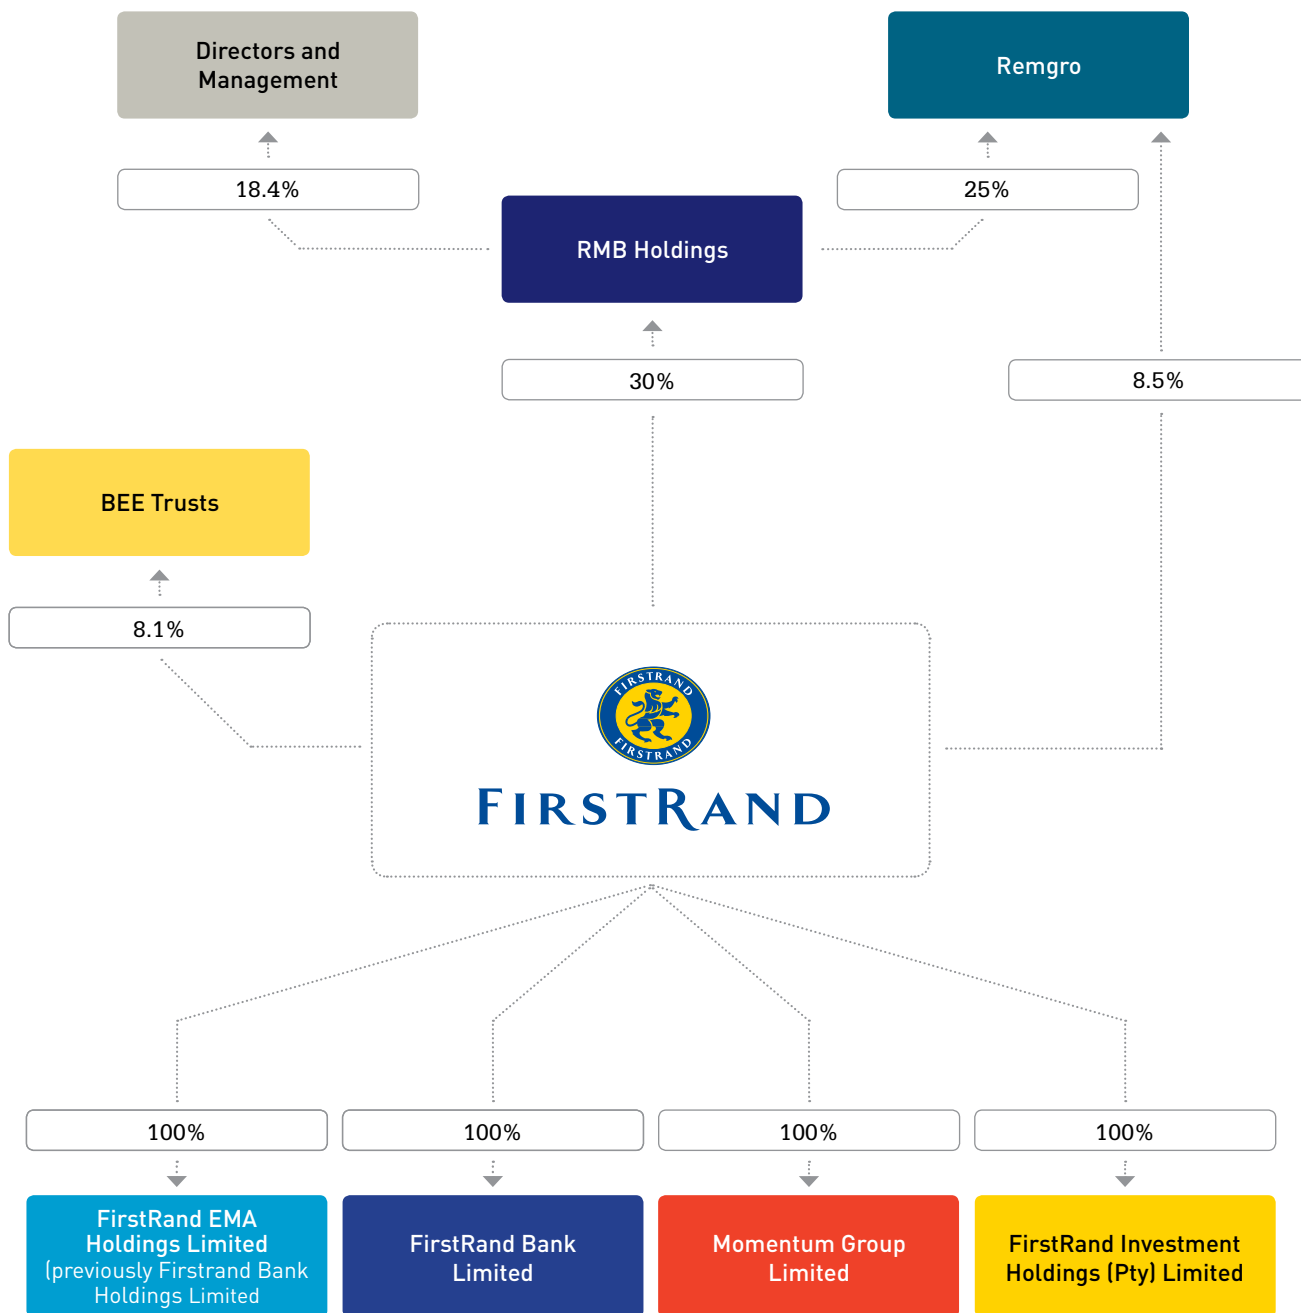 Directors and
Management
Remgro
18.4%
25%
RMB Holdings
30%
8.5%
BEE Trusts
8.1%
FIRSTRAND
FIRSTRAND
FIRSTRAND
100%
100%
100%
100%
FirstRand EMA
Holdings Limited
(previously Firstrand Bank
Holdings Limited
FirstRand Bank
Limited
Momentum Group
Limited
FirstRand Investment
Holdings (Pty) Limited